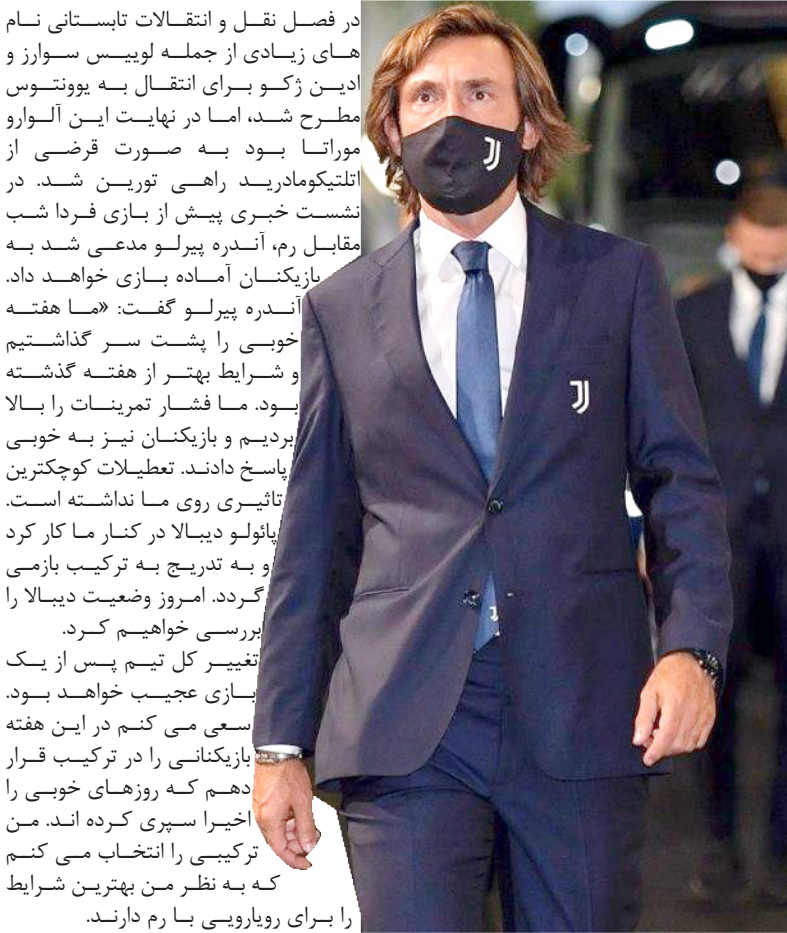 در فصل نقل و انتقالات تابستانی نام
های زیادی از جمله لوییس سوارز و
ادین ژکو برای انتقال به یوونتوس
مطرح شد، اما در نهایت این آلوارو
موراتا بود به صورت قرضی از
اتلتیکومادرید راهی تورین شد. در
نشست خبری پیش از بازی فردا شب
مقابل رم، آندره پیرلو مدعی شد به
بازیکنان آماده بازی خواهد داد.
آندره پیرلو گفت: «ما هفته
خوبی را پشت سر گذاشتیم
و شرایط بهتر از هفته گذشته
بود. ما فشار تمرینات را بالا
بردیم و بازیکنان نیز به خوبی
پاسخ دادند. تعطیلات کوچکترین
تاثیری روی ما نداشته است.
پائولو دیبالا در کنار ما کار کرد
و به تدریج به ترکیب بازمی
گردد. امروز وضعیت دیبالا را
بررسی خواهیم کرد.
تغییر کل تیم پس از یک
بازی عجیب خواهد بود.
سعی می کنم در این هفته
بازیکنانی را در ترکیب قرار
دهم که روزهای خوبی را
اخیرا سپری کرده اند. من
ترکیبی را انتخاب می کنم
که به نظر من بهترین شرایط
را برای رویارویی با رم دارند.